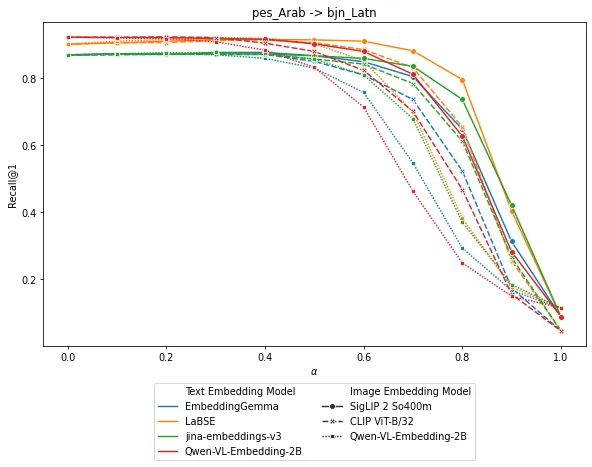 pes_Arab -> bjn_Latn
Recall@1
0.8
0.6
0.4
0.2
0.0 0.2 0.4 0.6 0.8 1.0
α
Text Embedding Model
EmbeddingGemma
LaBSE
jina-embeddings-v3
Qwen-VL-Embedding-2B
Image Embedding Model
SigLIP 2 So400m
CLIP ViT-B/32
Qwen-VL-Embedding-2B